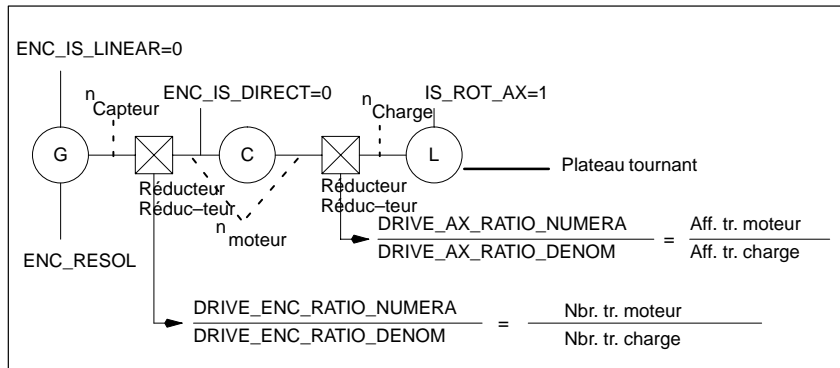 ENC_IS_LINEAR=0
n
Capteur
ENC_IS_DIRECT=0
n
Charge
IS_ROT_AX=1
G
C
L
Plateau tournant
Réducteur
Réduc–teur
Réducteur
Réduc–teur
n
moteur
ENC_RESOL
DRIVE_AX_RATIO_NUMERA
DRIVE_AX_RATIO_DENOM
=
Aff. tr. moteur
Aff. tr. charge
DRIVE_ENC_RATIO_NUMERA
DRIVE_ENC_RATIO_DENOM
=
Nbr. tr. moteur
Nbr. tr. charge